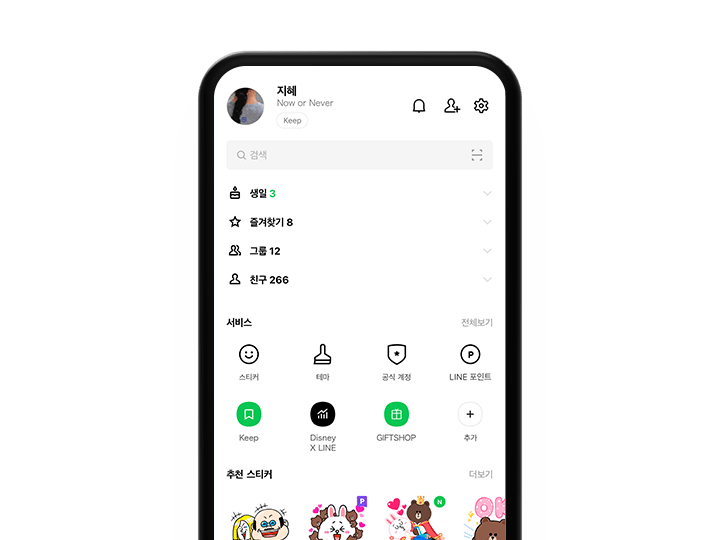 지혜
Now or Never
Keep
검색
생일 3
즐겨찾기 8
그룹 12
친구 266
서비스 전체보기
스티커 테마 공식 계정 LINE 포인트
P
Keep Disney GIFTSHOP 추가
X LINE
추천 스티커 더보기
P N